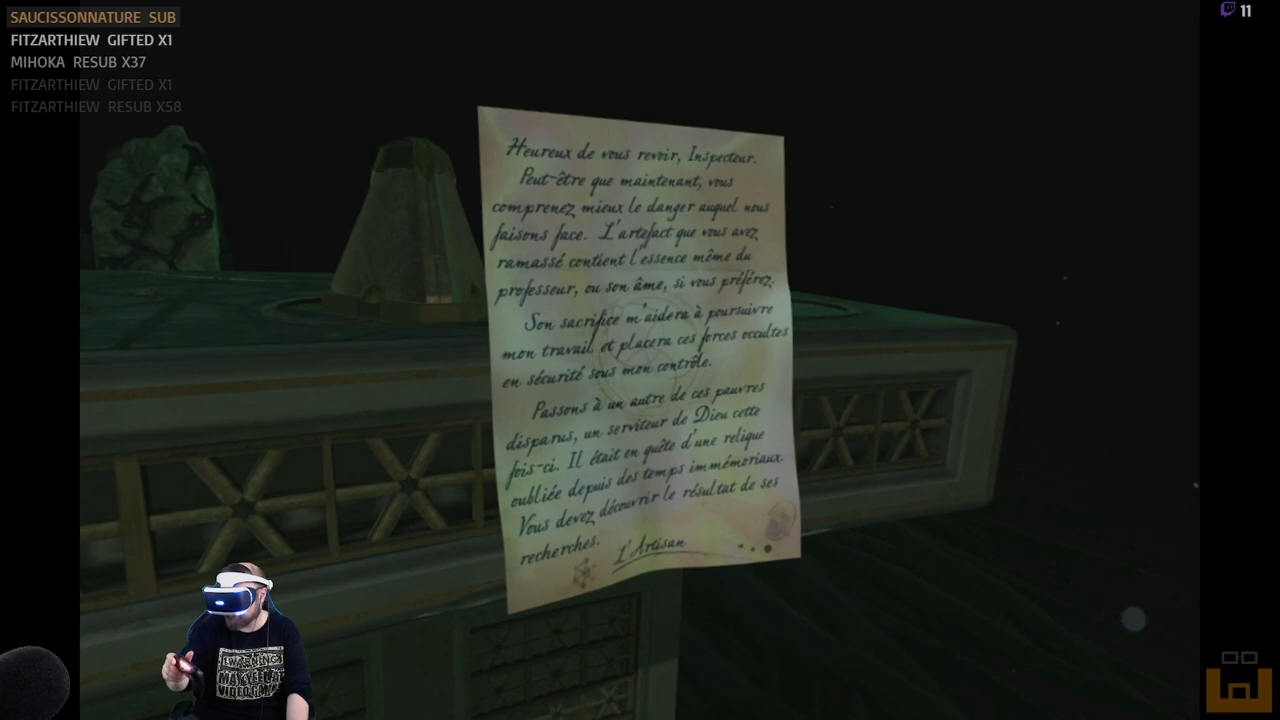 SAUCISSONNATURE SUB
FITZARTHIEW GIFTED X1
MIHOKA RESUB X37
FITZARTHIEW GIFTED X1
FITZARTHIEW RESUB X58
11
Heureux de vous revoir, Inspecteur.
Peut-être que maintenant, vous
comprenez mieux le danger auquel nous
faisons face. L'artefact que vous avez
ramassé contient l'essence même du
professeur, ou son âme, si vous préférez.
Son sacrifice m'aidera à poursuivre
mon travail et placera ces forces occultes
en sécurité sous mon contrôle.
Passons à un autre de ces pauvres
disparus, un serviteur de Dieu cette
fois-ci. Il était en quête d'une relique
oubliée depuis des temps immémoriaux.
Vous devez découvrir le résultat de ses
recherches.
L'Artisan
WARNING
MAY
VIDEO